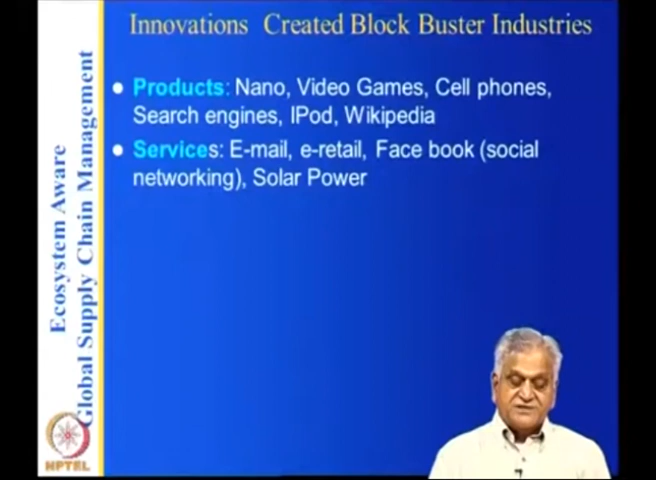 Innovations Created Block Buster Industries
Products: Nano, Video Games, Cell phones,
Search engines, IPod, Wikipedia
Services: E-mail, e-retail, Face book (social
networking), Solar Power
Ecosystem Aware
Global Supply Chain Management
NPTEL